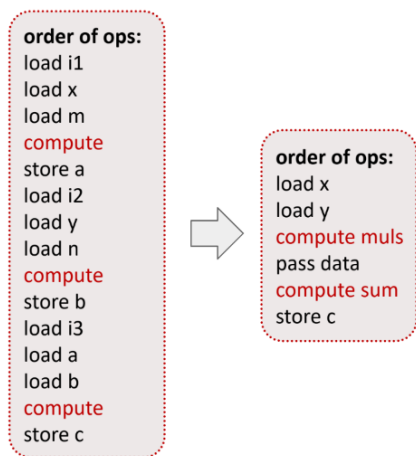 order of ops:
load i1
load x
load m
compute
store a
load i2
load y
load n
compute
store b
load i3
load a
load b
compute
store c
order of ops:
load x
load y
compute muls
pass data
compute sum
store c